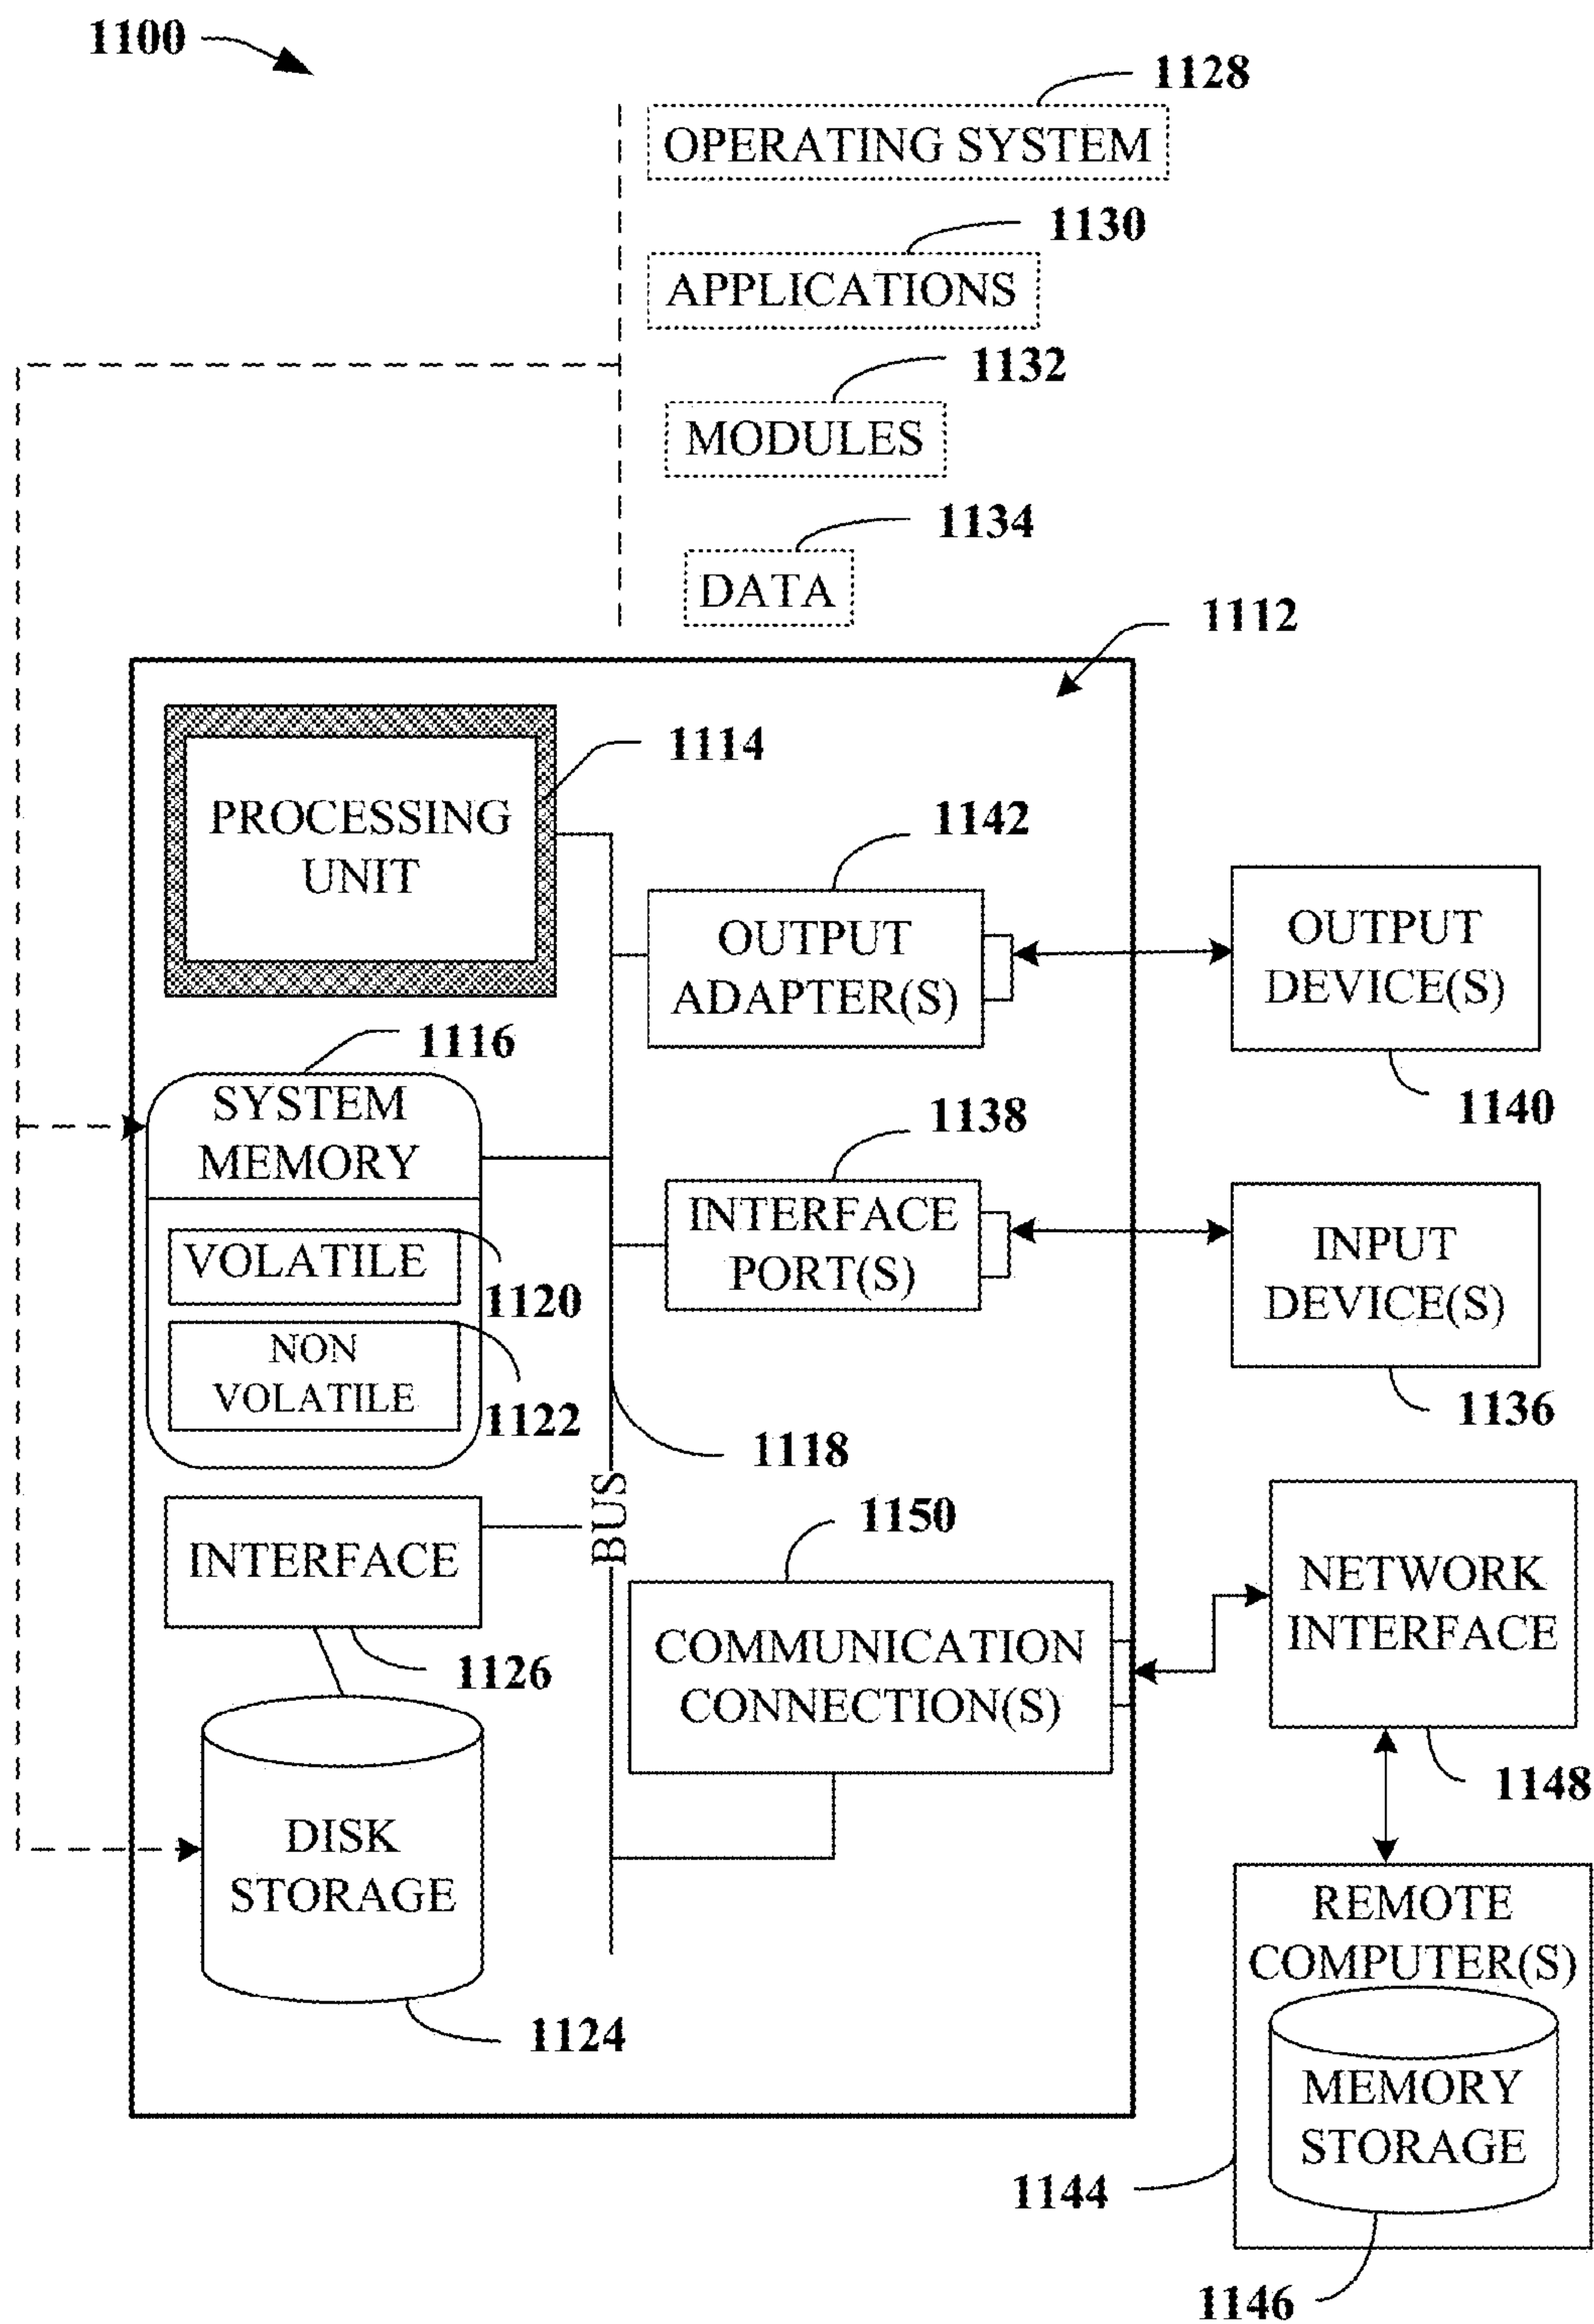 1100
1128
OPERATING SYSTEM
1130
APPLICATIONS
1132
MODULES
1134
DATA
1112
1114
PROCESSING
UNIT
1142
OUTPUT
ADAPTER(S)
OUTPUT
DEVICE(S)
1140
1116
SYSTEM
MEMORY
VOLATILE
1120
NON
VOLATILE
1122
1138
INTERFACE
PORT(S)
INPUT
DEVICE(S)
1136
1118
BUS
INTERFACE
1126
1150
COMMUNICATION
CONNECTION(S)
NETWORK
INTERFACE
1148
DISK
STORAGE
1124
REMOTE
COMPUTER(S)
MEMORY
STORAGE
1144
1146